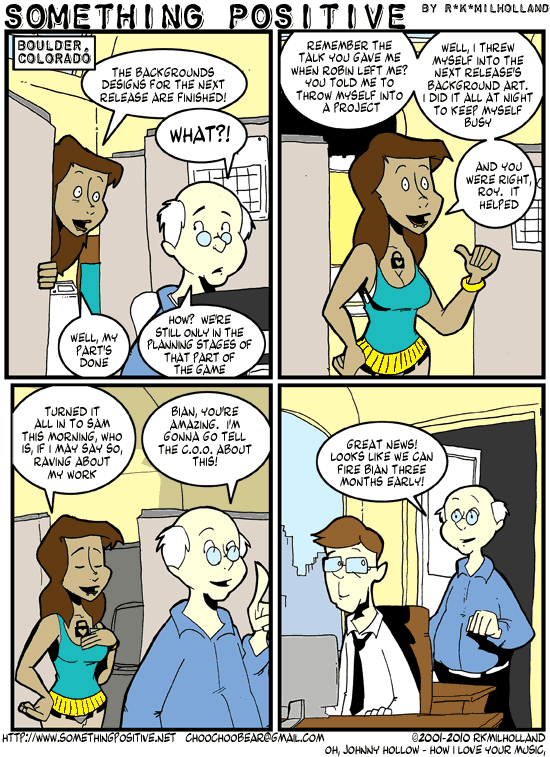 SOMETHING POSITIVE BY R*K*MILHOLLAND
BOULDER,
COLORADO
THE BACKGROUNDS
DESIGNS FOR THE NEXT
RELEASE ARE FINISHED!
WHAT?!
WELL, MY
PART'S
DONE
HOW? WE'RE
STILL ONLY IN THE
PLANNING STAGES OF
THAT PART OF
THE GAME
REMEMBER THE
TALK YOU GAVE ME
WHEN ROBIN LEFT ME?
YOU TOLD ME TO
THROW MYSELF INTO
A PROJECT
WELL, I THREW
MYSELF INTO THE
NEXT RELEASE'S
BACKGROUND ART.
I DID IT ALL AT NIGHT
TO KEEP MYSELF
BUSY
AND YOU
WERE RIGHT,
ROY. IT
HELPED
TURNED IT
ALL IN TO SAM
THIS MORNING, WHO
IS, IF I MAY SAY SO,
RAVING ABOUT
MY WORK
BIAN, YOU'RE
AMAZING. I'M
GONNA GO TELL
THE C.O.O. ABOUT
THIS!
GREAT NEWS!
LOOKS LIKE WE CAN
FIRE BIAN THREE
MONTHS EARLY!
HTTP://WWW.SOMETHINGPOSITIVE.NET CHOOCHOOBEAR@GMAIL.COM ©2001-2010 RKMILHOLLAND
OH, JOHNNY HOLLOW - HOW I LOVE YOUR MUSIC,